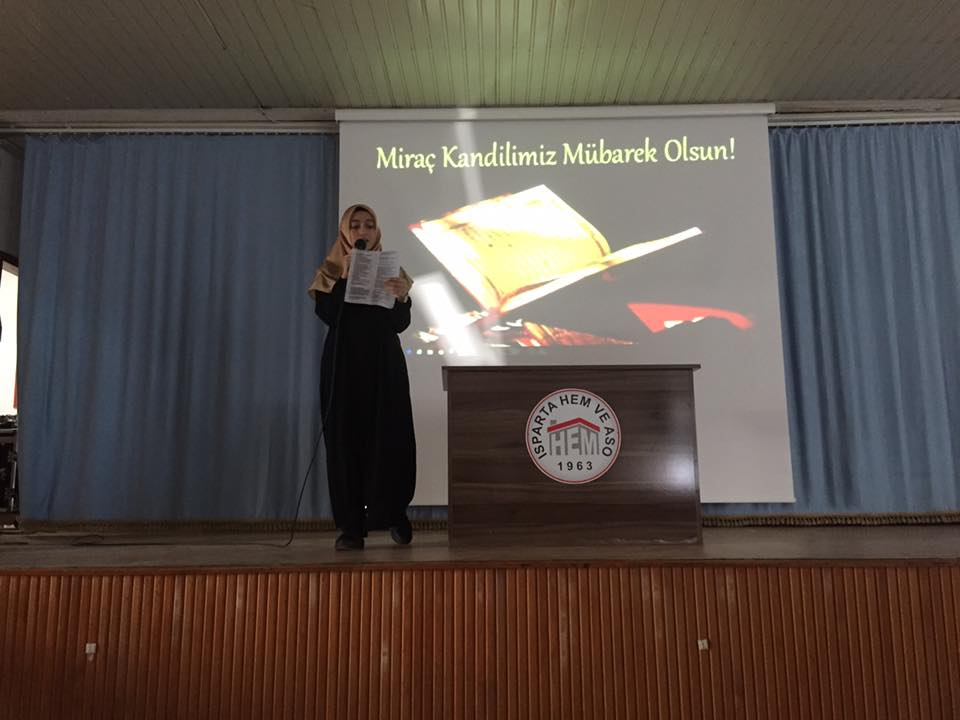 Miraç Kandilimiz Mübarek Olsun!
ISPARTA HEM VE ASO
HEM
1963